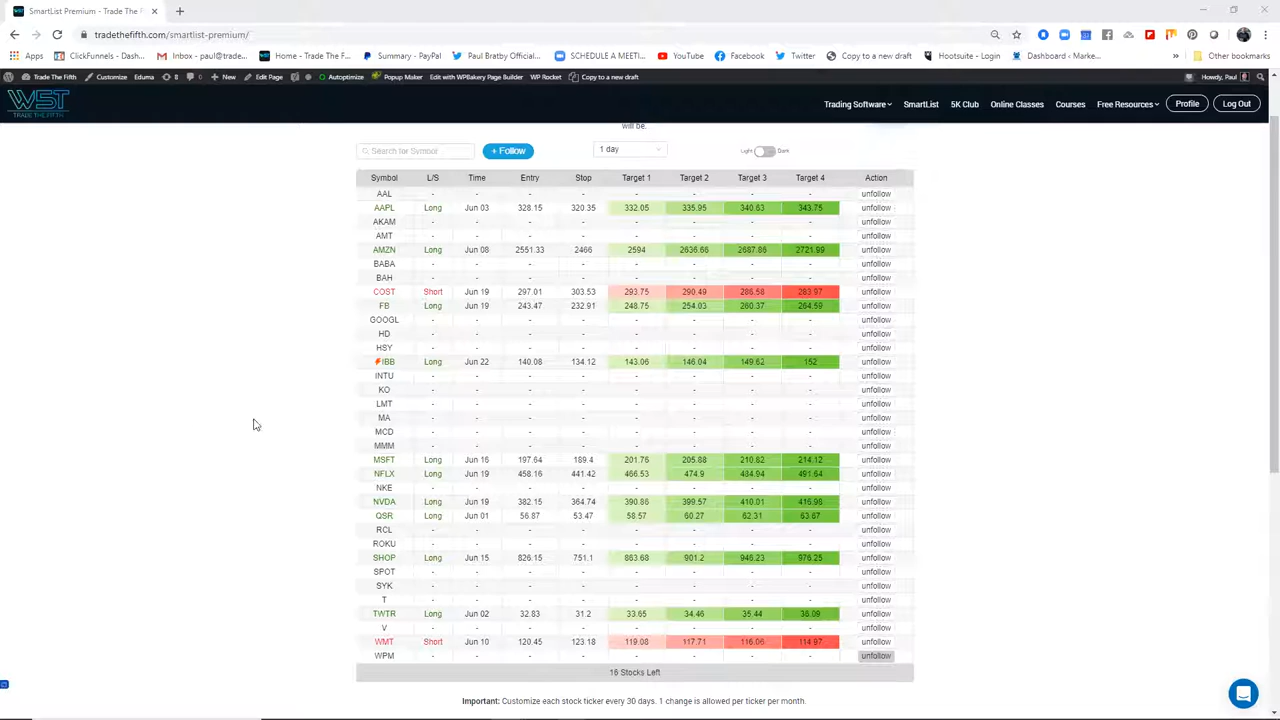 SmartList Premium - Trade The Fi
tradethefifth.com/smartlist-premium/
Apps ClickFunnels - Dash... Inbox - paul@trade... Home - Trade The F... Summary - PayPal Paul Bratby Official... SCHEDULE A MEETI... YouTube Facebook Twitter Copy to a new draft Hootsuite - Login Dashboard - Marke... » Other bookmarks
Trade The Fifth Customize Eduma 8 0 New Edit Page Autoptimize Popup Maker Edit with WPBakery Page Builder WP Rocket Copy to a new draft Howdy, Paul
WST Trading Software SmartList 5K Club Online Classes Courses Free Resources Profile Log Out
TRADE THE FIFTH
will be.
Search for Symbol + Follow 1 day Light Dark
Symbol L/S Time Entry Stop Target 1 Target 2 Target 3 Target 4 Action
AAL - - - - - - - - unfollow
AAPL Long Jun 03 328.15 320.35 332.05 335.95 340.63 343.75 unfollow
AKAM - - - - - - - - unfollow
AMT - - - - - - - - unfollow
AMZN Long Jun 08 2551.33 2466 2594 2636.66 2687.86 2721.99 unfollow
BABA - - - - - - - - unfollow
BAH - - - - - - - - unfollow
COST Short Jun 19 297.01 303.53 293.75 290.49 286.58 283.97 unfollow
FB Long Jun 19 243.47 232.91 248.75 254.03 260.37 264.59 unfollow
GOOGL - - - - - - - - unfollow
HD - - - - - - - - unfollow
HSY - - - - - - - - unfollow
IBB Long Jun 22 140.08 134.12 143.06 146.04 149.62 152 unfollow
INTU - - - - - - - - unfollow
KO - - - - - - - - unfollow
LMT - - - - - - - - unfollow
MA - - - - - - - - unfollow
MCD - - - - - - - - unfollow
MMM - - - - - - - - unfollow
MSFT Long Jun 16 197.64 189.4 201.76 205.88 210.82 214.12 unfollow
NFLX Long Jun 19 458.16 441.42 466.53 474.9 484.94 491.64 unfollow
NKE - - - - - - - - unfollow
NVDA Long Jun 19 382.15 364.74 390.86 399.57 410.01 416.98 unfollow
QSR Long Jun 01 56.87 53.47 58.57 60.27 62.31 63.67 unfollow
RCL - - - - - - - - unfollow
ROKU - - - - - - - - unfollow
SHOP Long Jun 15 826.15 751.1 863.68 901.2 946.23 976.25 unfollow
SPOT - - - - - - - - unfollow
SYK - - - - - - - - unfollow
T - - - - - - - - unfollow
TWTR Long Jun 02 32.83 31.2 33.65 34.46 35.44 36.09 unfollow
V - - - - - - - - unfollow
WMT Short Jun 10 120.45 123.18 119.08 117.71 116.06 114.97 unfollow
WPM - - - - - - - - unfollow
16 Stocks Left
Important: Customize each stock ticker every 30 days. 1 change is allowed per ticker per month.